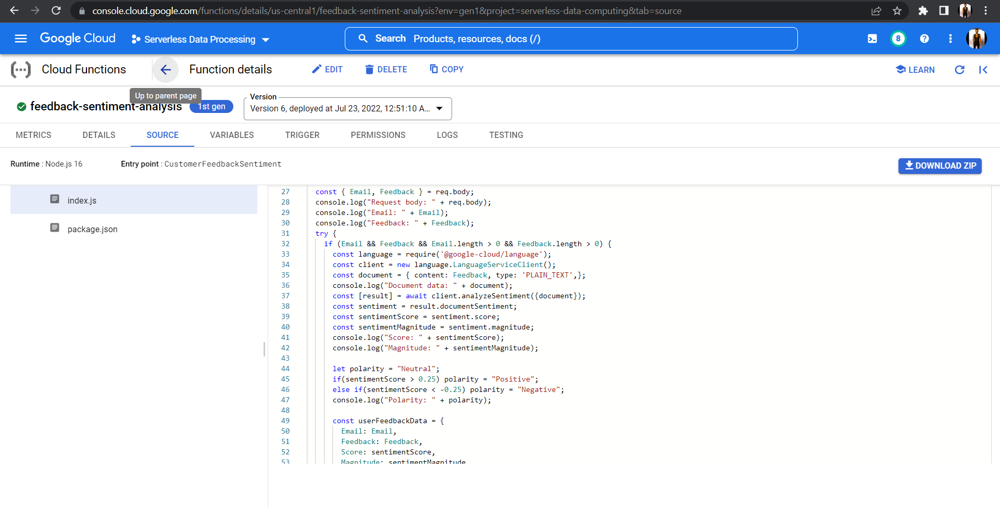 console.cloud.google.com/functions/details/us-central1/feedback-sentiment-analysis?env=gen1&project=serverless-data-computing&tab=source
Google Cloud Serverless Data Processing Search Products, resources, docs (/) 8 ?
Cloud Functions Function details EDIT DELETE COPY LEARN
Up to parent page
feedback-sentiment-analysis 1st gen Version
Version 6, deployed at Jul 23, 2022, 12:51:10 A...
METRICS DETAILS SOURCE VARIABLES TRIGGER PERMISSIONS LOGS TESTING
Runtime : Node.js 16 Entry point : CustomerFeedbackSentiment DOWNLOAD ZIP
index.js
package.json
27 const { Email, Feedback } = req.body;
28 console.log("Request body: " + req.body);
29 console.log("Email: " + Email);
30 console.log("Feedback: " + Feedback);
31 try {
32 if (Email && Feedback && Email.length > 0 && Feedback.length > 0) {
33 const language = require('@google-cloud/language');
34 const client = new language.LanguageServiceClient();
35 const document = { content: Feedback, type: 'PLAIN_TEXT',};
36 console.log("Document data: " + document);
37 const [result] = await client.analyzeSentiment({document});
38 const sentiment = result.documentSentiment;
39 const sentimentScore = sentiment.score;
40 const sentimentMagnitude = sentiment.magnitude;
41 console.log("Score: " + sentimentScore);
42 console.log("Magnitude: " + sentimentMagnitude);
43
44 let polarity = "Neutral";
45 if(sentimentScore > 0.25) polarity = "Positive";
46 else if(sentimentScore < -0.25) polarity = "Negative";
47 console.log("Polarity: " + polarity);
48
49 const userFeedbackData = {
50 Email: Email,
51 Feedback: Feedback,
52 Score: sentimentScore,
53 Magnitude: sentimentMagnitude